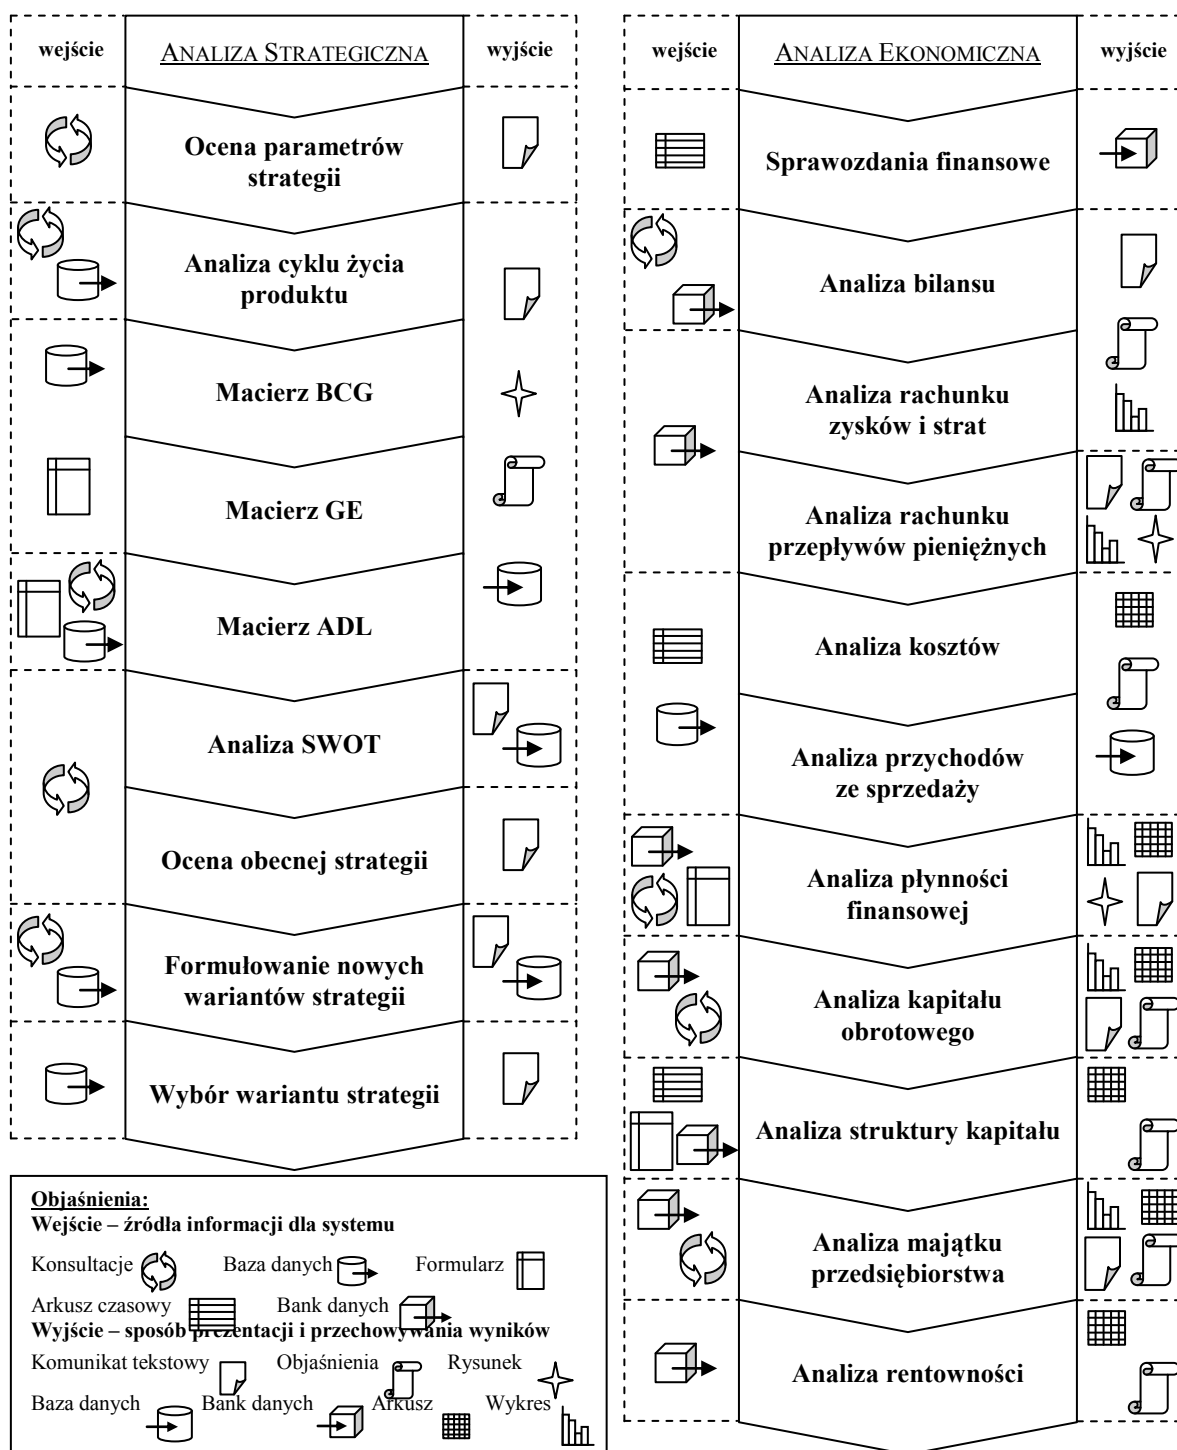 wejście
ANALIZA STRATEGICZNA
wyjście
Ocena parametrów
strategii
Analiza cyklu życia
produktu
Macierz BCG
Macierz GE
Macierz ADL
Analiza SWOT
Ocena obecnej strategii
Formułowanie nowych
wariantów strategii
Wybór wariantu strategii
wejście
ANALIZA EKONOMICZNA
wyjście
Sprawozdania finansowe
Analiza bilansu
Analiza rachunku
zysków i strat
Analiza rachunku
przepływów pieniężnych
Analiza kosztów
Analiza przychodów
ze sprzedaży
Analiza płynności
finansowej
Analiza kapitału
obrotowego
Analiza struktury kapitału
Analiza majątku
przedsiębiorstwa
Analiza rentowności
Objaśnienia:
Wejście – źródła informacji dla systemu
Konsultacje Baza danych Formularz
Arkusz czasowy Bank danych
Wyjście – sposób prezentacji i przechowywania wyników
Komunikat tekstowy Objaśnienia Rysunek
Baza danych Bank danych Arkusz Wykres